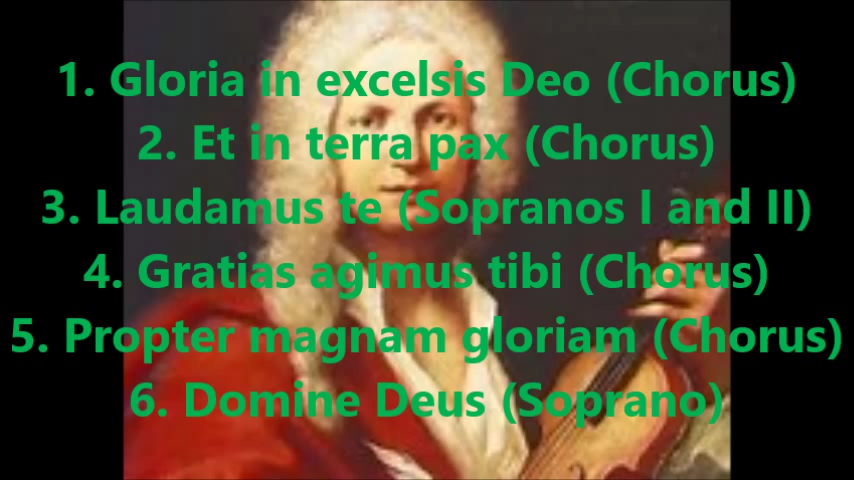 1. Gloria in excelsis Deo (Chorus)
2. Et in terra pax (Chorus)
3. Laudamus te (Sopranos I and II)
4. Gratias agimus tibi (Chorus)
5. Propter magnam gloriam (Chorus)
6. Domine Deus (Soprano)